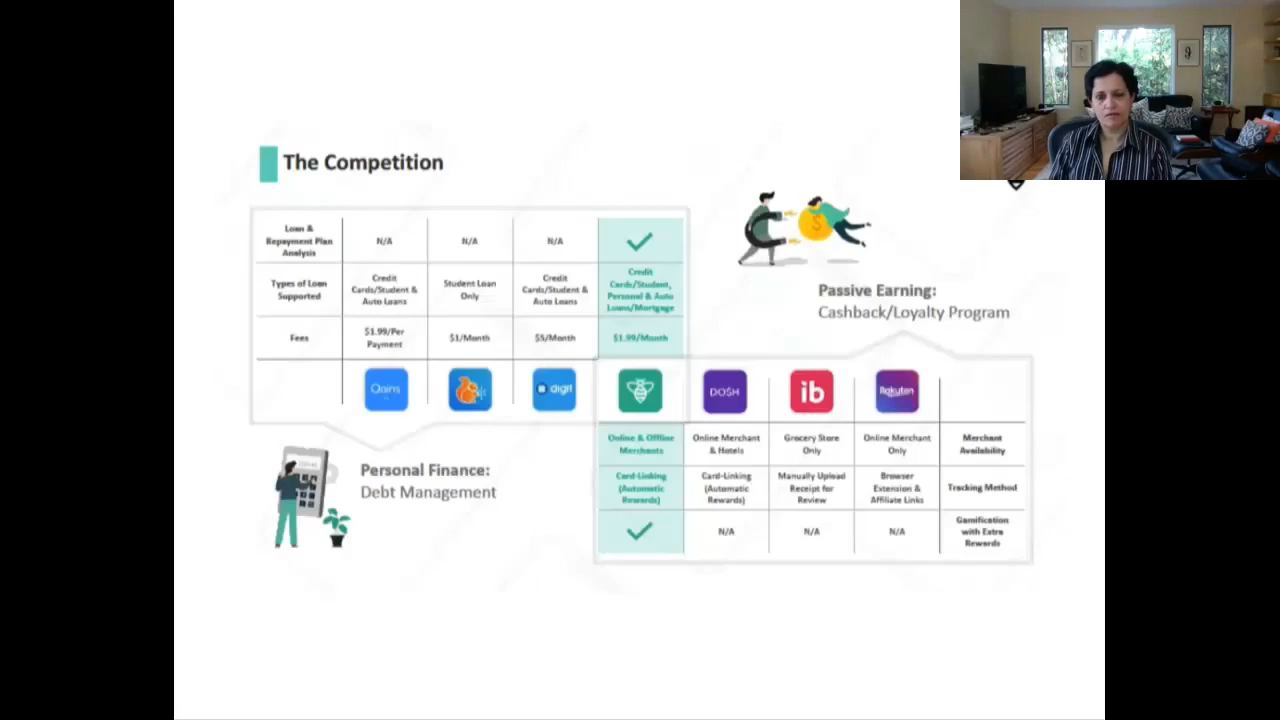 The Competition
Loan &
Repayment Plan
Analysis
N/A
N/A
N/A
Types of Loan
Supported
Credit
Cards/Student &
Auto Loans
Student Loan
Only
Credit
Cards/Student &
Auto Loans
Credit
Cards/Student,
Personal & Auto
Loans/Mortgage
Fees
$1.99/Per
Payment
$1/Month
$5/Month
$1.99/Month
Passive Earning:
Cashback/Loyalty Program
Qoins
digit
DO$H
ib
Rakuten
Online & Offline
Merchants
Online Merchant
& Hotels
Grocery Store
Only
Online Merchant
Only
Merchant
Availability
Card-Linking
(Automatic
Rewards)
Card-Linking
(Automatic
Rewards)
Manually Upload
Receipt for
Review
Browser
Extension &
Affiliate Links
Tracking Method
N/A
N/A
N/A
Gamification
with Extra
Rewards
Personal Finance:
Debt Management